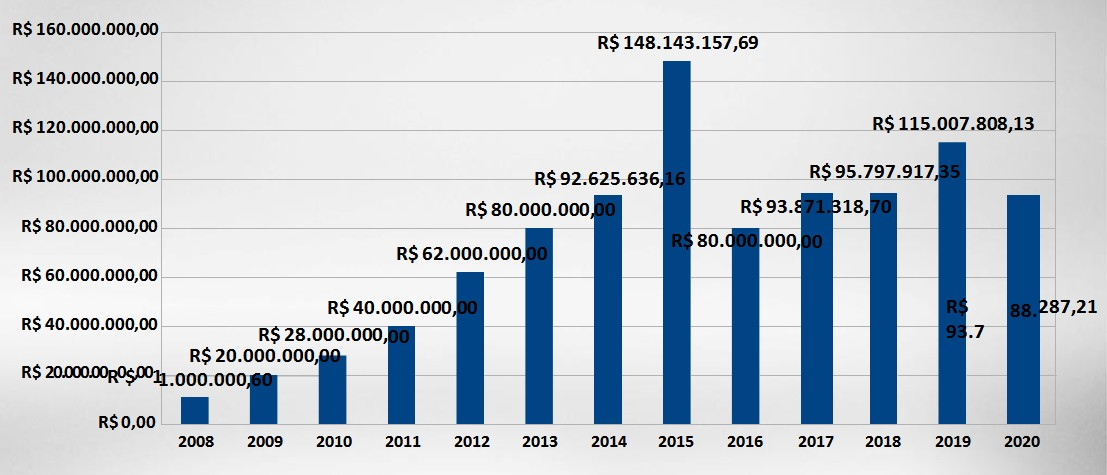 R$ 160.000.000,00
R$ 148.143.157,69
R$ 140.000.000,00
R$ 120.000.000,00
R$ 115.007.808,13
R$ 100.000.000,00
R$ 92.625.636,16
R$ 95.797.917,35
R$ 80.000.000,00
R$ 80.000.000,00
R$ 93.871.318,70
R$ 60.000.000,00
R$ 62.000.000,00
R$ 80.000.000,00
R$ 40.000.000,00
R$ 40.000.000,00
R$ 93.7
88.287,21
R$ 28.000.000,00
R$ 20.000.000,00
R$ 20.000.000,00
1.000.000,60
R$ 0,00
2008 2009 2010 2011 2012 2013 2014 2015 2016 2017 2018 2019 2020